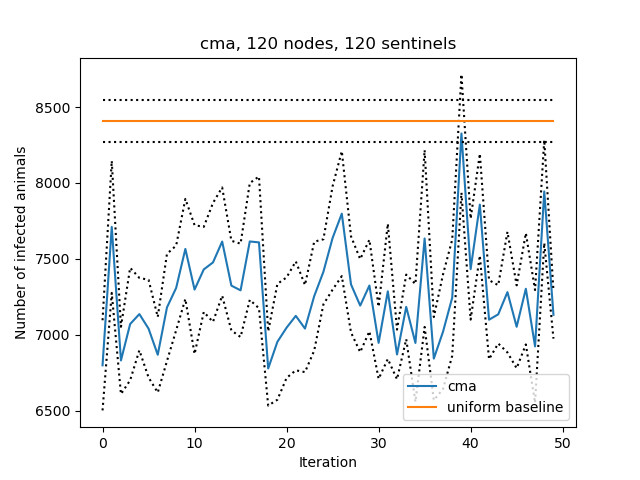 cma, 120 nodes, 120 sentinels
Number of infected animals
8500
8000
7500
7000
6500
0 10 20 30 40 50
Iteration
cma
uniform baseline